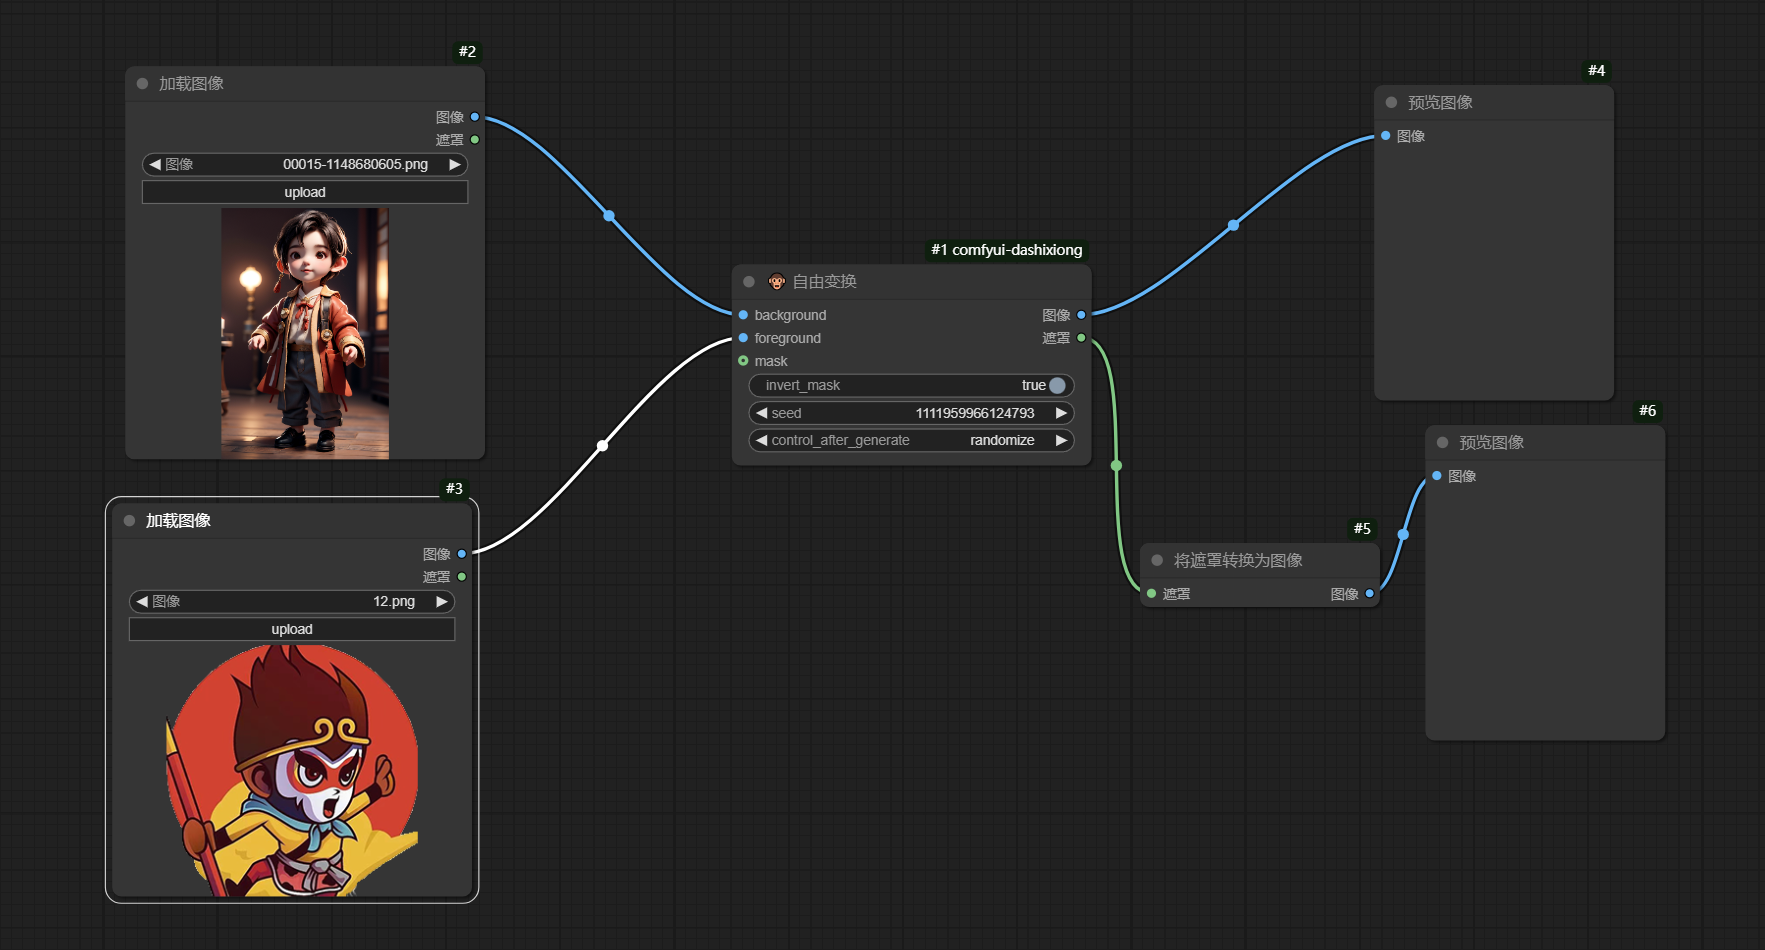 #2
加载图像
图像
遮罩
图像 00015-1148680605.png
upload
#3
加载图像
图像
遮罩
图像 12.png
upload
#1 comfyui-dashixiong
自由变换
background 图像
foreground 遮罩
mask
invert_mask true
seed 1111959966124793
control_after_generate randomize
#4
预览图像
图像
#5
将遮罩转换为图像
遮罩 图像
#6
预览图像
图像